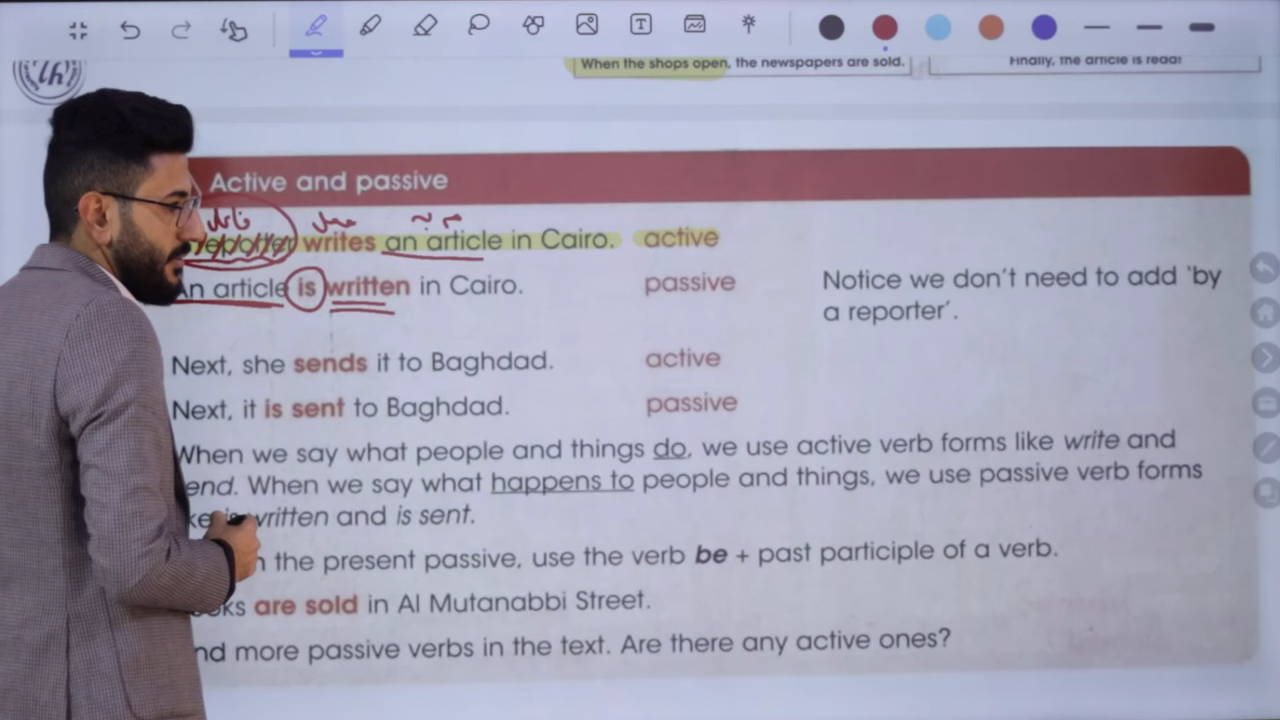 When the shops open, the newspapers are sold.
Finally, the article is read!
Active and passive
فاعل فعل م به
reporter writes an article in Cairo. active
An article is written in Cairo. passive
Notice we don't need to add 'by
a reporter'.
Next, she sends it to Baghdad. active
Next, it is sent to Baghdad. passive
When we say what people and things do, we use active verb forms like write and
end. When we say what happens to people and things, we use passive verb forms
ke is written and is sent.
n the present passive, use the verb be + past participle of a verb.
oks are sold in Al Mutanabbi Street.
nd more passive verbs in the text. Are there any active ones?